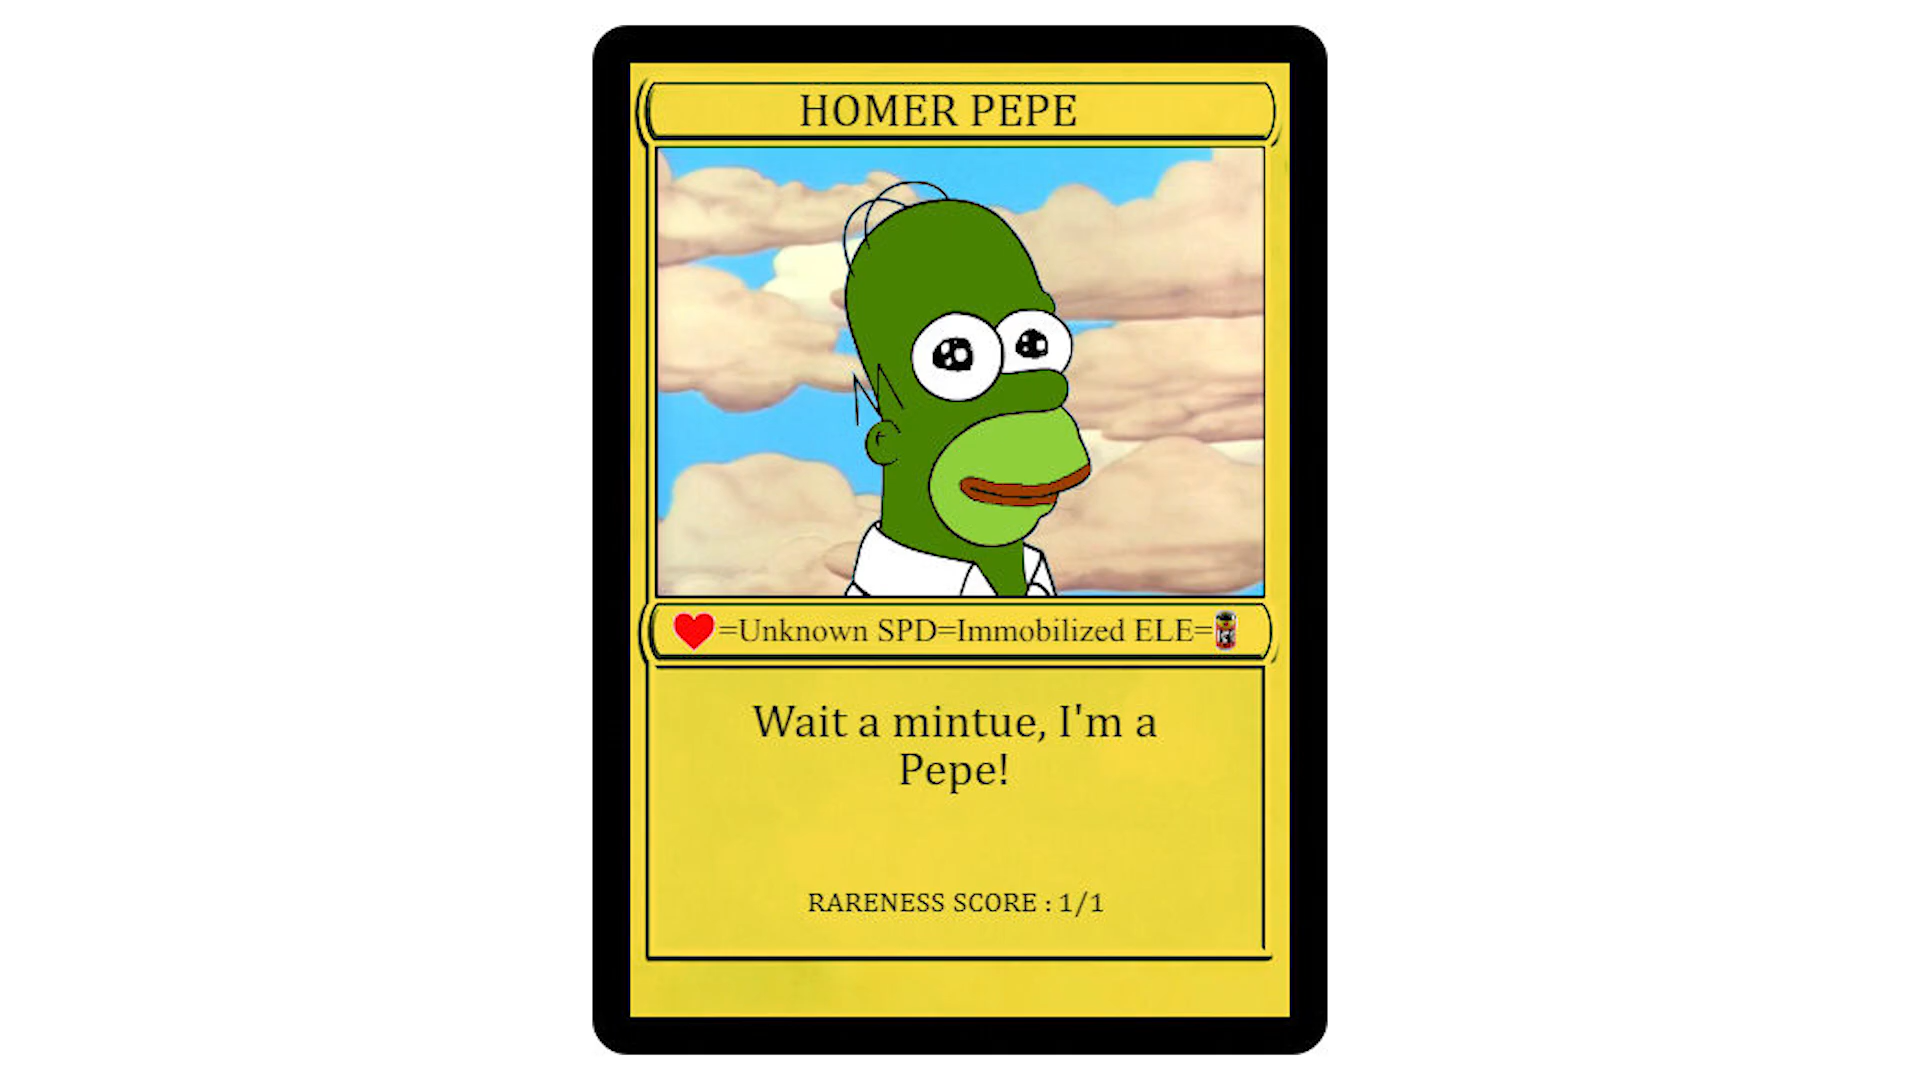 HOMER PEPE
=Unknown SPD=Immobilized ELE=
Wait a mintue, I'm a
Pepe!
RARENESS SCORE : 1/1